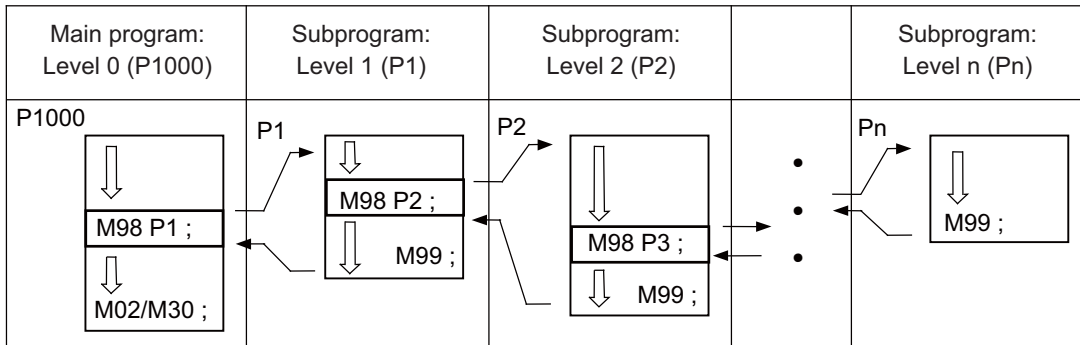 Main program:
Level 0 (P1000)
Subprogram:
Level 1 (P1)
Subprogram:
Level 2 (P2)
Subprogram:
Level n (Pn)
P1000
M98 P1 ;
M02/M30 ;
P1
M98 P2 ;
M99 ;
P2
M98 P3 ;
M99 ;
Pn
M99 ;